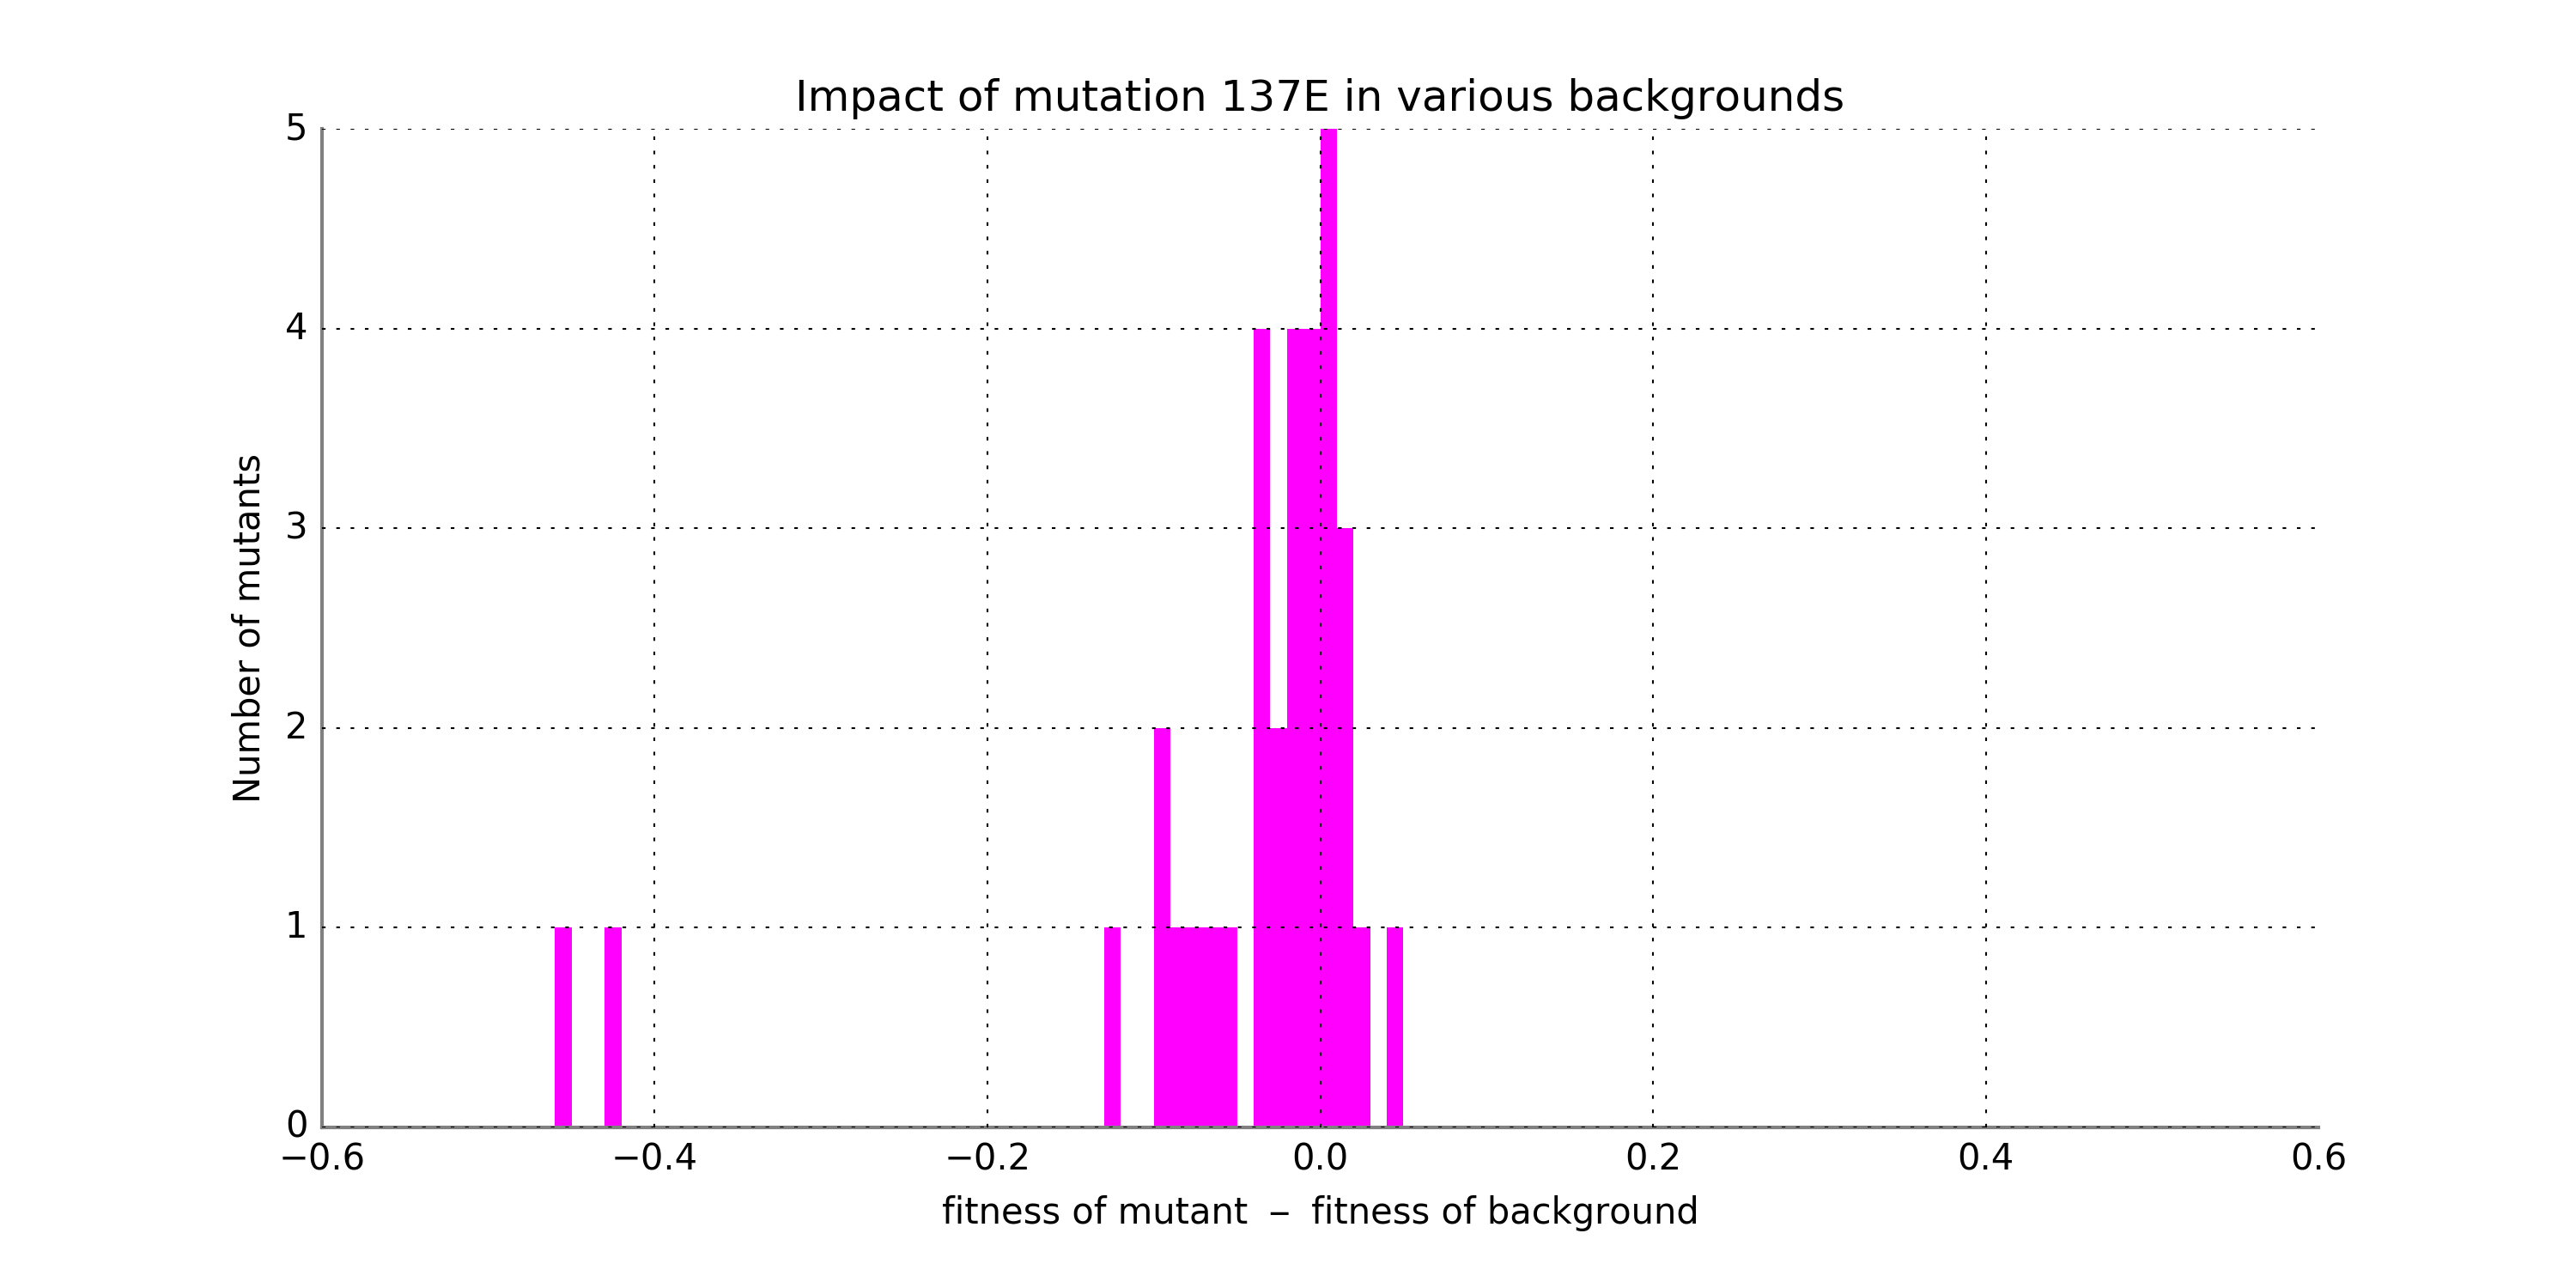 Impact of mutation 137E in various backgrounds
5
4
3
2
1
0
Number of mutants
−0.6 −0.4 −0.2 0.0 0.2 0.4 0.6
fitness of mutant − fitness of background